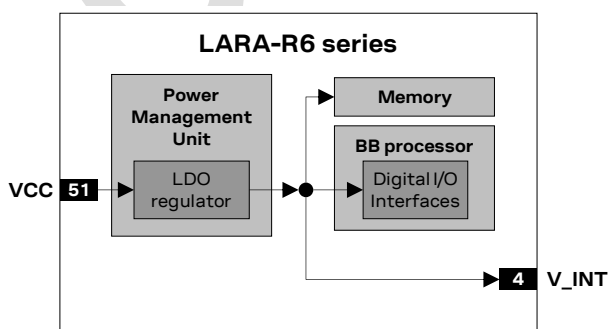 LARA-R6 series
Power
Management
Unit
Memory
BB processor
VCC 51
LDO
regulator
Digital I/O
Interfaces
4 V_INT